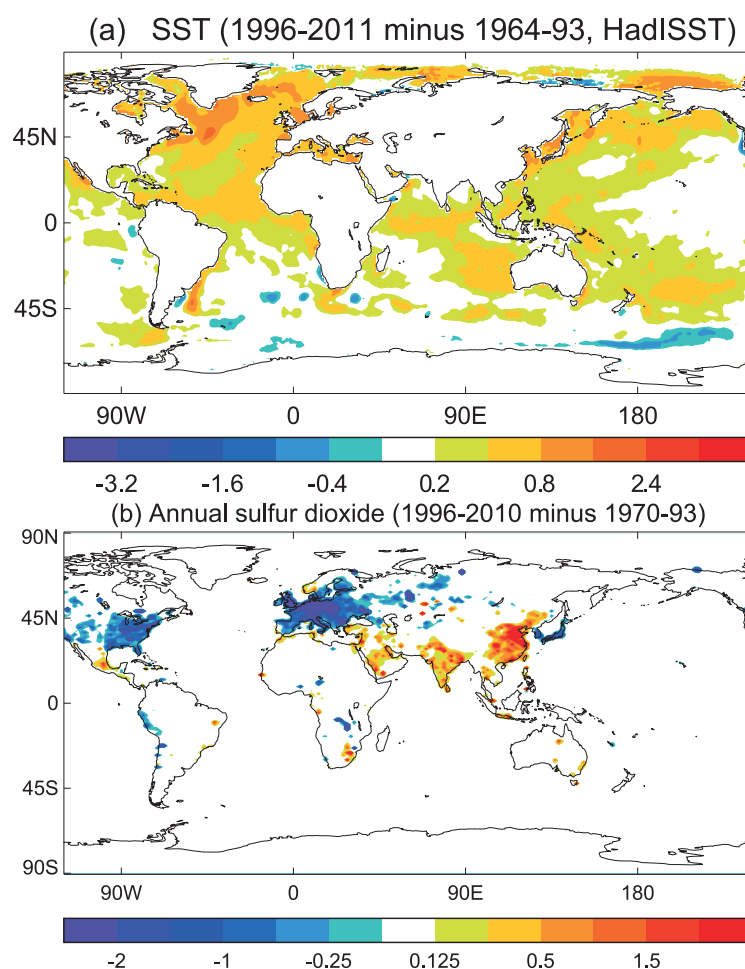 (a) SST (1996-2011 minus 1964-93, HadISST)
45N
0
45S
90W 0 90E 180
-3.2 -1.6 -0.4 0.2 0.8 2.4
(b) Annual sulfur dioxide (1996-2010 minus 1970-93)
90N
45N
0
45S
90S
90W 0 90E 180
-2 -1 -0.25 0.125 0.5 1.5